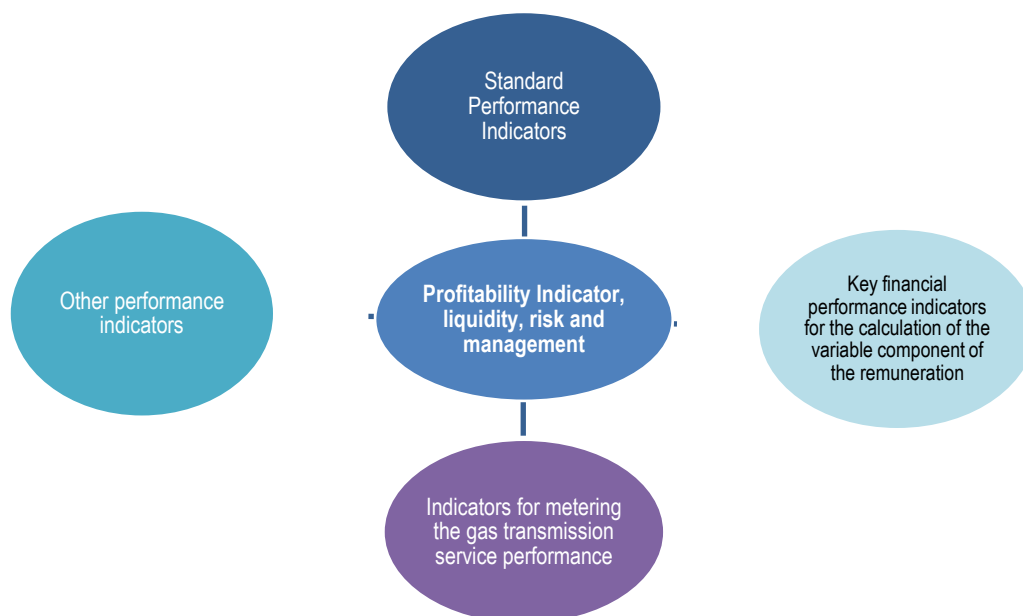 Standard
Performance
Indicators
Other performance
indicators
Profitability Indicator,
liquidity, risk and
management
Key financial
performance indicators
for the calculation of the
variable component of
the remuneration
Indicators for metering
the gas transmission
service performance